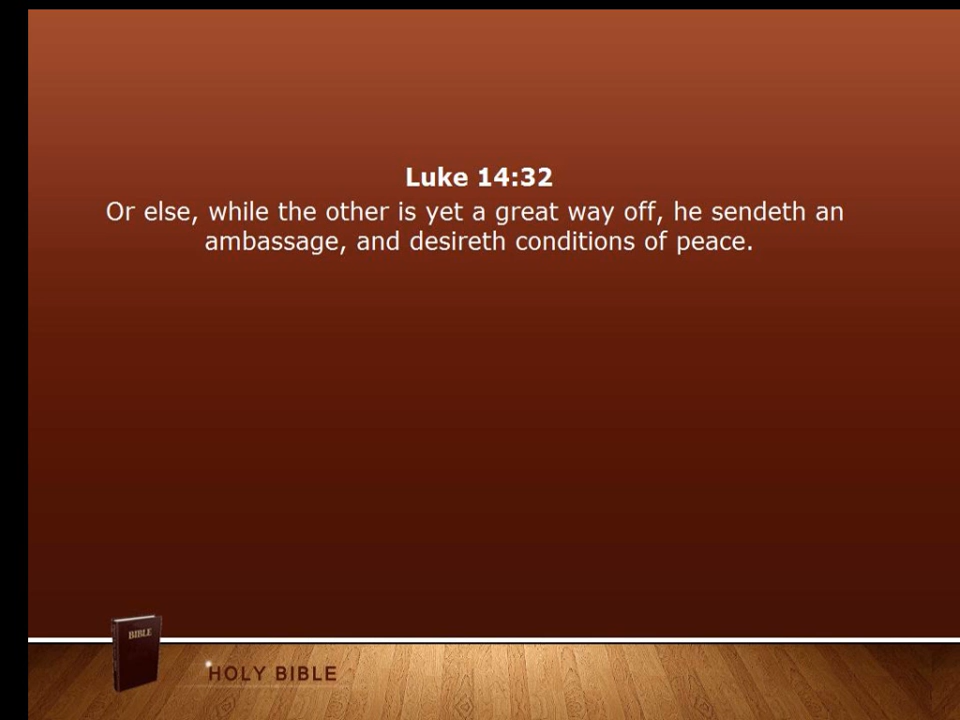 Luke 14:32
Or else, while the other is yet a great way off, he sendeth an
ambassage, and desireth conditions of peace.
BIBLE
HOLY BIBLE